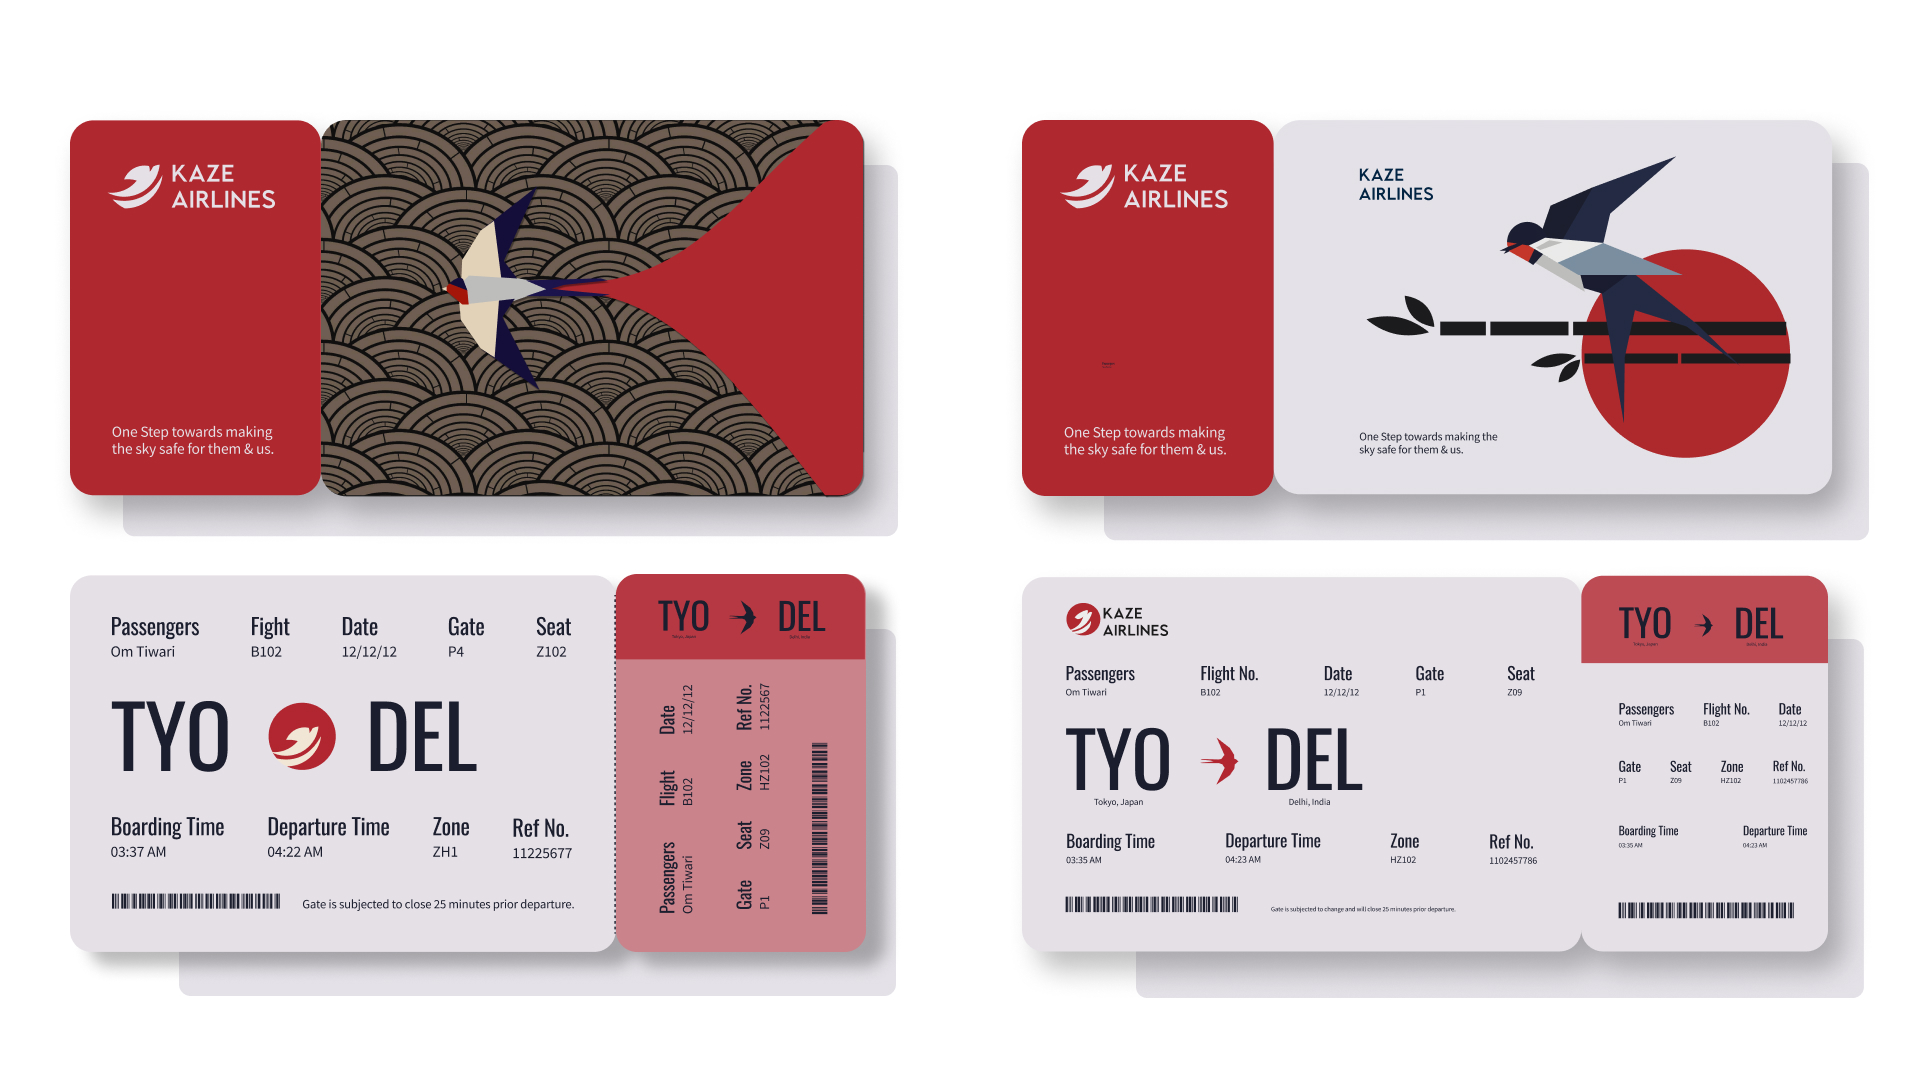 KAZE
AIRLINES
One Step towards making
the sky safe for them & us.
KAZE
AIRLINES
One Step towards making
the sky safe for them & us.
KAZE
AIRLINES
One Step towards making the
sky safe for them & us.
Passengers Fight Date Gate Seat
Om Tiwari B102 12/12/12 P4 Z102
TYO DEL
Boarding Time Departure Time Zone Ref No.
03:37 AM 04:22 AM ZH1 11225677
Gate is subjected to close 25 minutes prior departure.
TYO DEL
Tokyo, Japan Delhi, India
Passengers Flight Date
Om Tiwari B102 12/12/12
Gate Seat Zone Ref No.
P1 Z09 HZ102 1122567
KAZE
AIRLINES
Passengers Flight No. Date Gate Seat
Om Tiwari B102 12/12/12 P1 Z09
TYO DEL
Tokyo, Japan Delhi, India
Boarding Time Departure Time Zone Ref No.
03:35 AM 04:23 AM HZ102 1102457786
Gate is subjected to change and will close 25 minutes prior departure.
TYO DEL
Tokyo, Japan Delhi, India
Passengers Flight No. Date
Om Tiwari B102 12/12/12
Gate Seat Zone Ref No.
P1 Z09 HZ102 1102457786
Boarding Time Departure Time
03:35 AM 04:23 AM